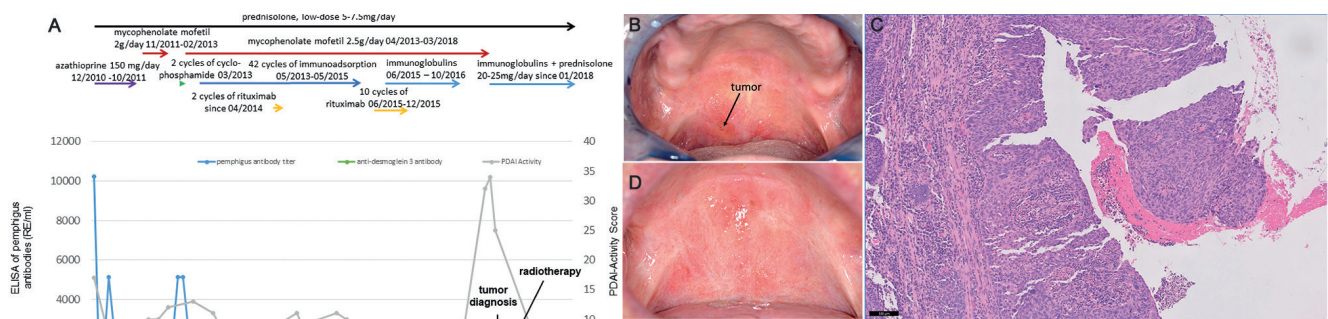 A
prednisolone, low-dose 5-7.5mg/day
mycophenolate mofetil
2g/day 11/2011-02/2013
mycophenolate mofetil 2.5g/day 04/2013-03/2018
azathioprine 150 mg/day
12/2010 -10/2011
2 cycles of cyclo-
phosphamide 03/2013
42 cycles of immunoadsorption
05/2013-05/2015
immunoglobulins
06/2015 – 10/2016
immunoglobulins + prednisolone
20-25mg/day since 01/2018
2 cycles of rituximab
since 04/2014
10 cycles of
rituximab 06/2015-12/2015
12000
10000
8000
6000
4000
ELISA of pemphigus
antibodies (RE/ml)
pemphigus antibody titer
anti-desmoglein 3 antibody
PDAI Activity
40
35
30
25
20
15
10
PDAI-Activity Score
tumor
diagnosis
radiotherapy
B
tumor
D
C